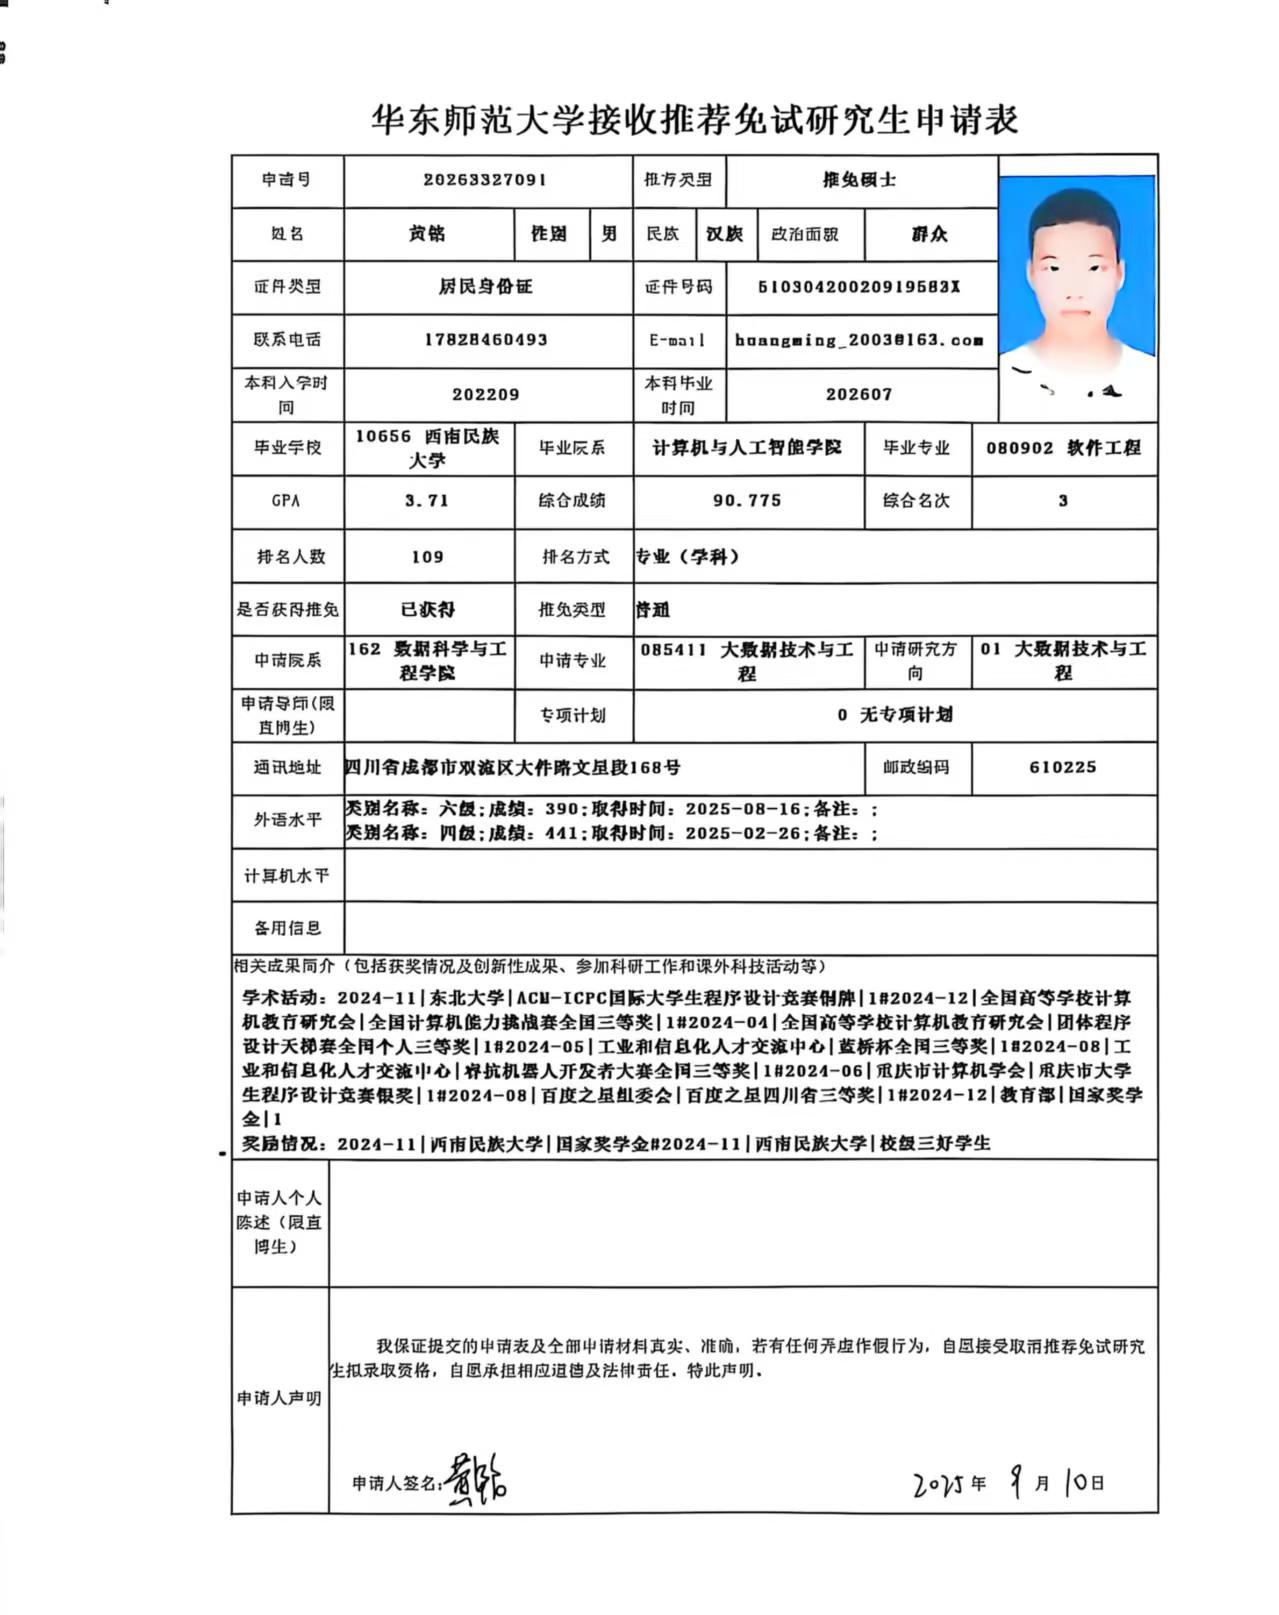 华东师范大学接收推荐免试研究生申请表
申请号 20263327091 推荐类型 推免硕士
姓名 黄铭 性别 男 民族 汉族 政治面貌 群众
证件类型 居民身份证 证件号码 51030420020919583X
联系电话 17828460493 E-mail huangming_2003@163.com
本科入学时
间 202209 本科毕业
时间 202607
毕业学校 10656 西南民族
大学 毕业院系 计算机与人工智能学院 毕业专业 080902 软件工程
GPA 3.71 综合成绩 90.775 综合名次 3
排名人数 109 排名方式 专业（学科）
是否获得推免 已获得 推免类型 普通
申请院系 162 数据科学与工
程学院 申请专业 085411 大数据技术与工
程 申请研究方
向 01 大数据技术与工
程
申请导师(限
直博生) 专项计划 0 无专项计划
通讯地址 四川省成都市双流区大件路文星段168号 邮政编码 610225
外语水平 类别名称：六级;成绩：390;取得时间：2025-08-16;备注：;
类别名称：四级;成绩：441;取得时间：2025-02-26;备注：;
计算机水平
备用信息
相关成果简介（包括获奖情况及创新性成果、参加科研工作和课外科技活动等）
学术活动：2024-11|东北大学|ACM-ICPC国际大学生程序设计竞赛铜牌|1#2024-12|全国高等学校计算
机教育研究会|全国计算机能力挑战赛全国三等奖|1#2024-04|全国高等学校计算机教育研究会|团体程序
设计天梯赛全国个人三等奖|1#2024-05|工业和信息化人才交流中心|蓝桥杯全国三等奖|1#2024-08|工
业和信息化人才交流中心|睿抗机器人开发者大赛全国三等奖|1#2024-06|重庆市计算机学会|重庆市大学
生程序设计竞赛银奖|1#2024-08|百度之星组委会|百度之星四川省三等奖|1#2024-12|教育部|国家奖学
金|1
奖励情况：2024-11|西南民族大学|国家奖学金#2024-11|西南民族大学|校级三好学生
申请人个人
陈述（限直
博生）
我保证提交的申请表及全部申请材料真实、准确，若有任何弄虚作假行为，自愿接受取消推荐免试研究
生拟录取资格，自愿承担相应道德及法律责任．特此声明．
申请人声明
申请人签名: 黄铭 2025年 9月 10日